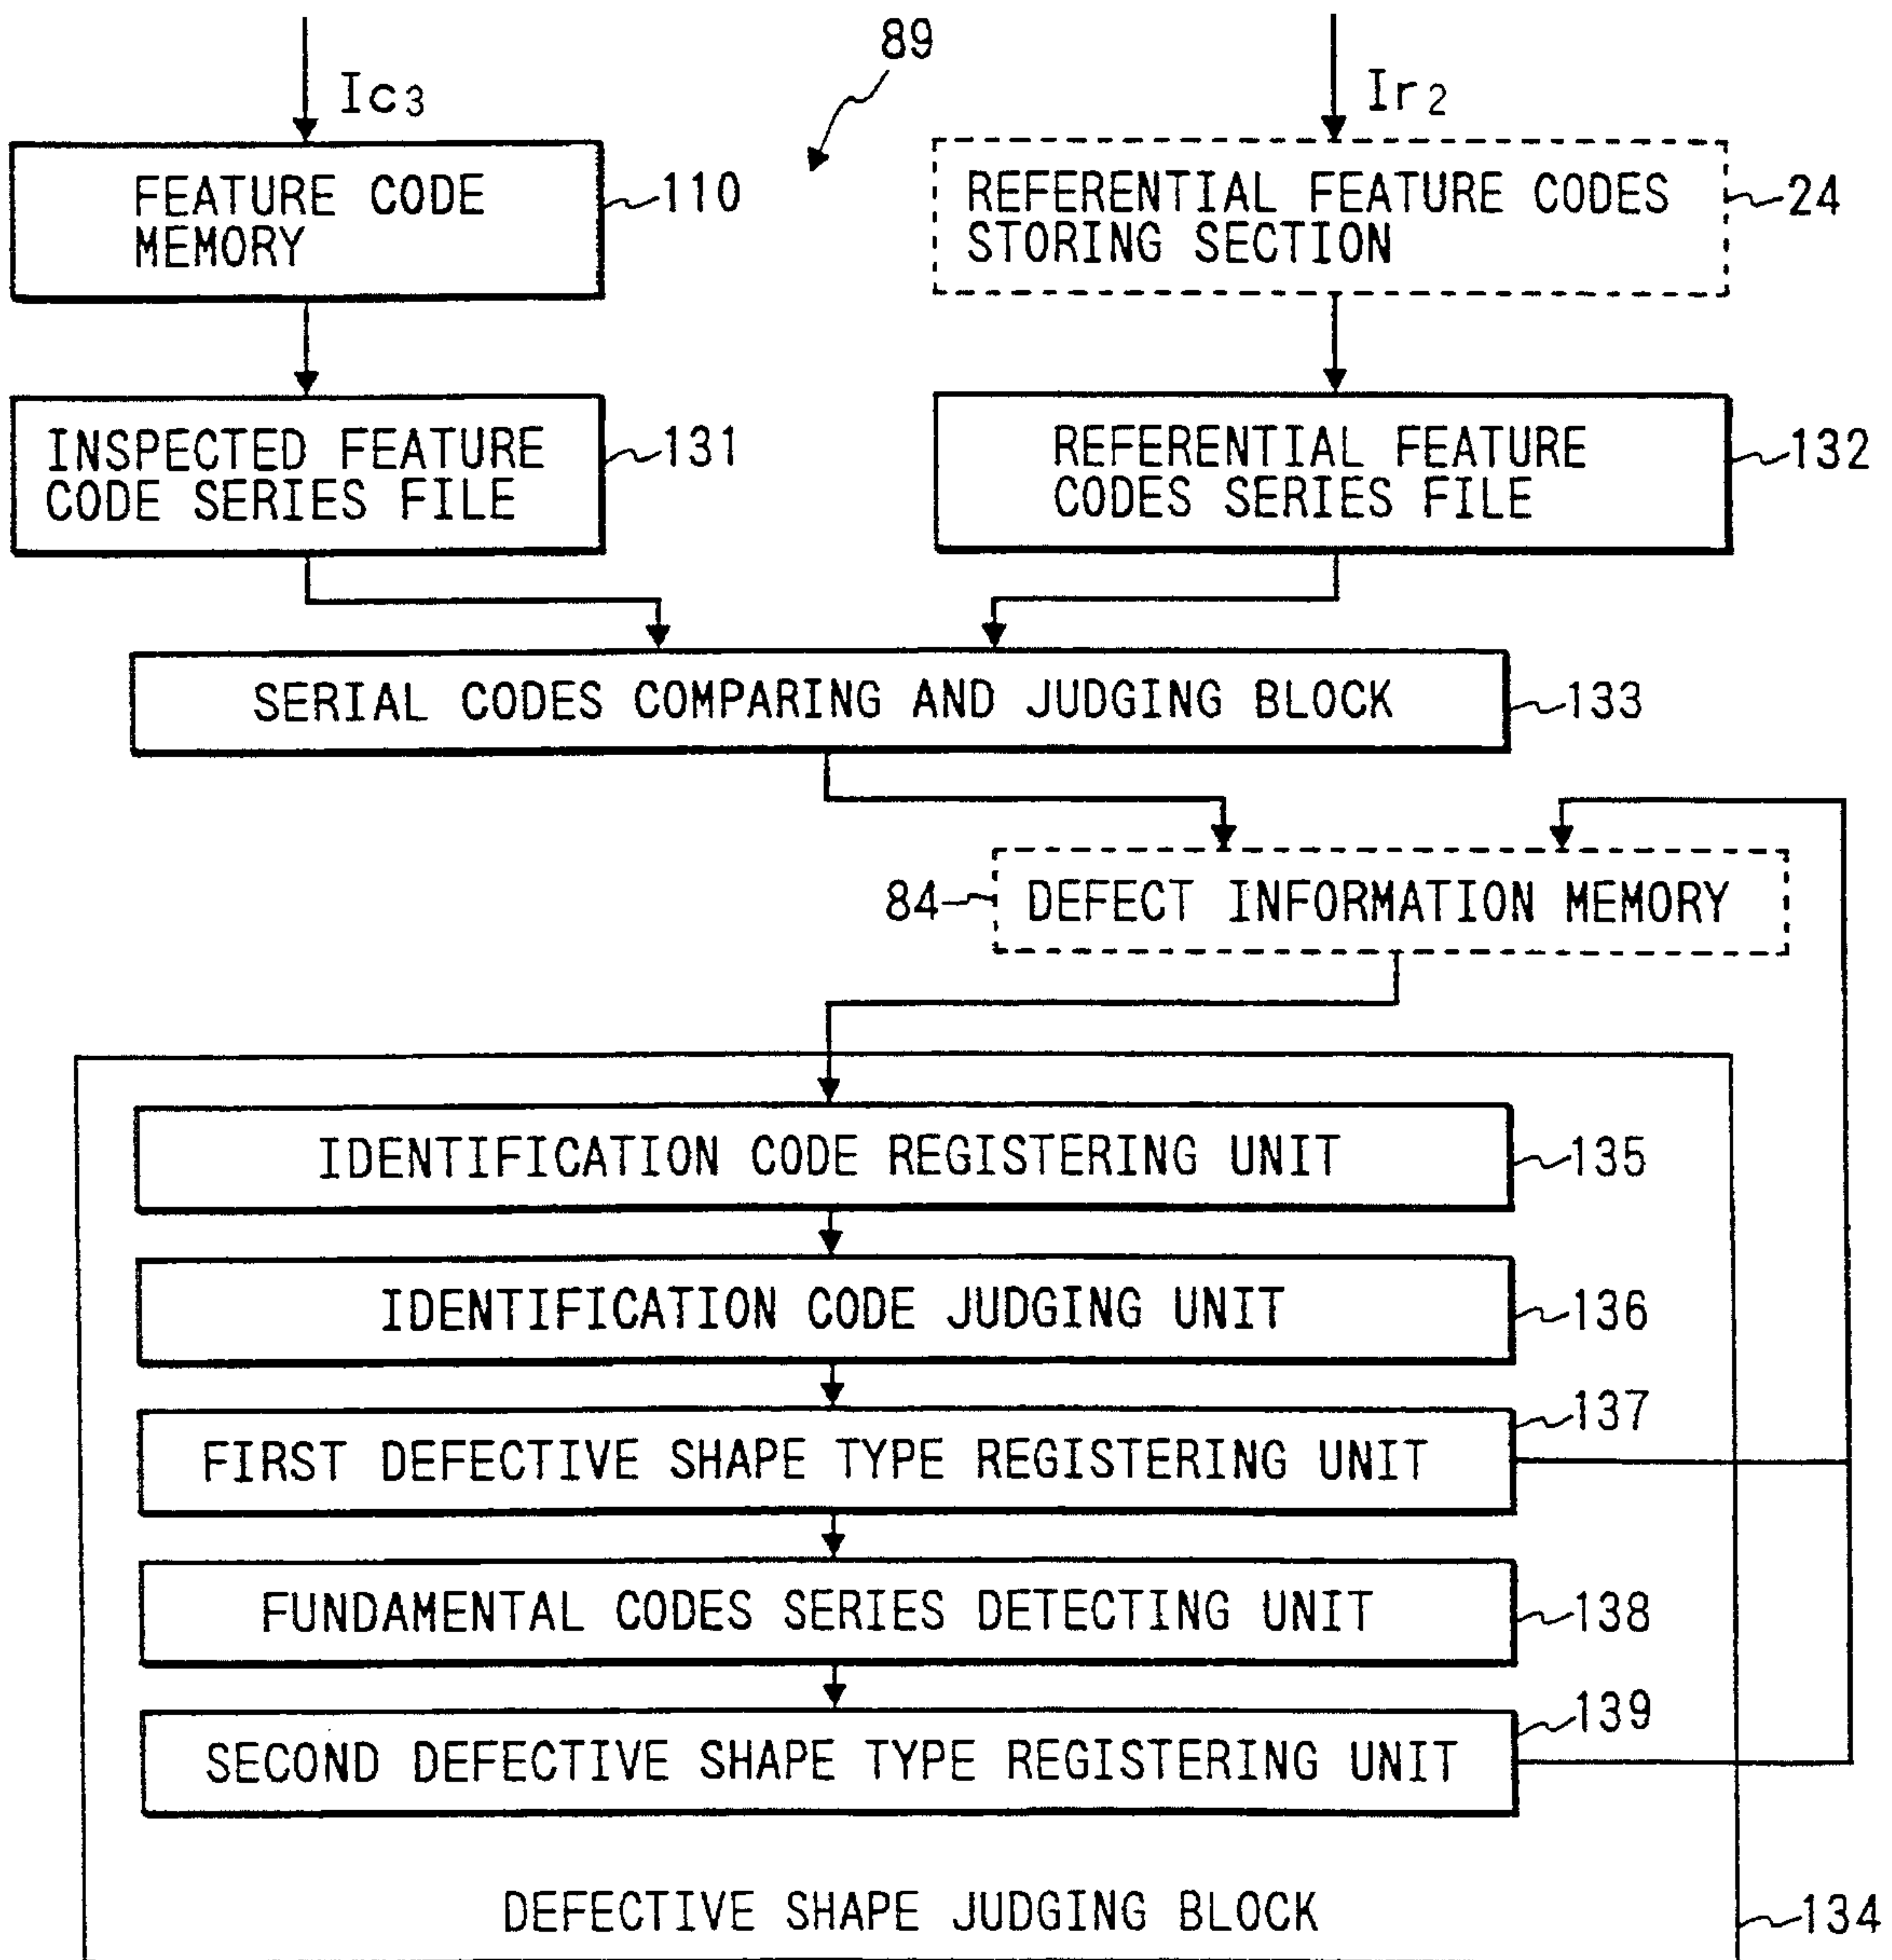 89
Ic3
Ir2
FEATURE CODE
MEMORY
110
REFERENTIAL FEATURE CODES
STORING SECTION
24
INSPECTED FEATURE
CODE SERIES FILE
131
REFERENTIAL FEATURE
CODES SERIES FILE
132
SERIAL CODES COMPARING AND JUDGING BLOCK
133
84
DEFECT INFORMATION MEMORY
IDENTIFICATION CODE REGISTERING UNIT
135
IDENTIFICATION CODE JUDGING UNIT
136
FIRST DEFECTIVE SHAPE TYPE REGISTERING UNIT
137
FUNDAMENTAL CODES SERIES DETECTING UNIT
138
SECOND DEFECTIVE SHAPE TYPE REGISTERING UNIT
139
DEFECTIVE SHAPE JUDGING BLOCK
134